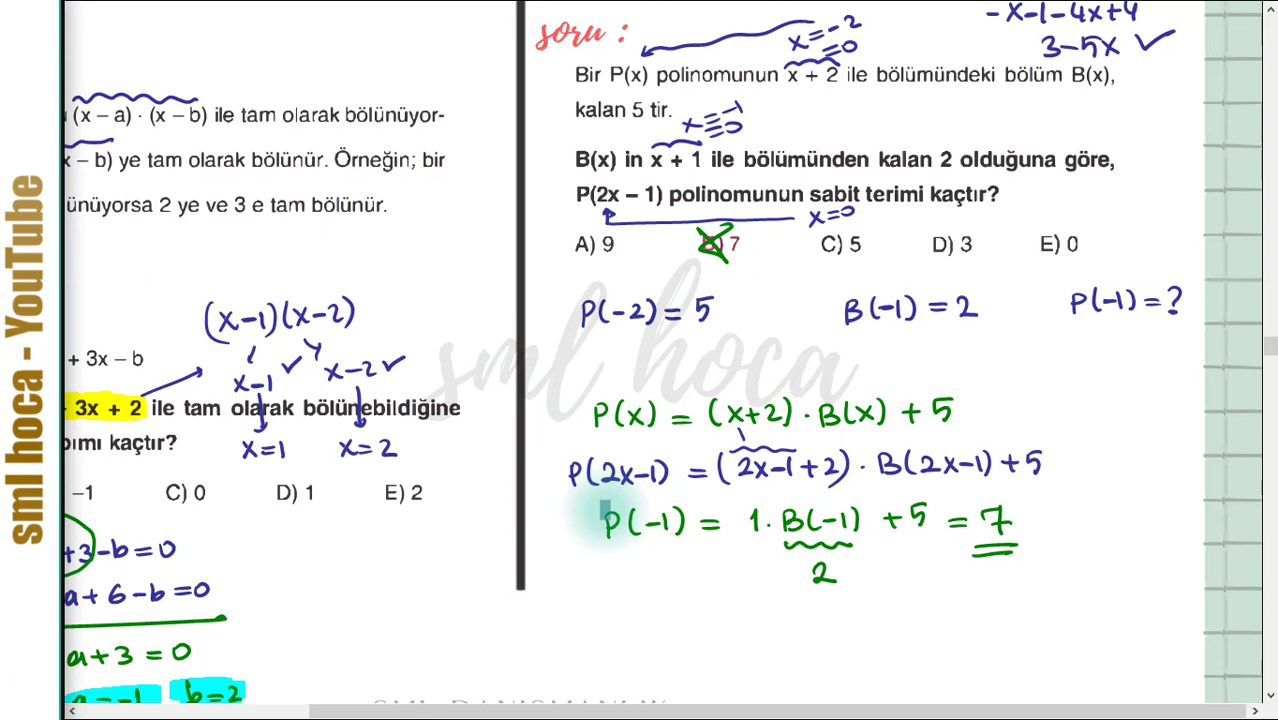 sml hoca - YouTube
(x – a) · (x – b) ile tam olarak bölünüyor-
x – b) ye tam olarak bölünür. Örneğin; bir
ünüyorsa 2 ye ve 3 e tam bölünür.
(x-1)(x-2)
+ 3x – b
x-1 ✓ x-2 ✓
3x + 2 ile tam olarak bölünebildiğine
pımı kaçtır?
x=1 x=2
–1 C) 0 D) 1 E) 2
+3-b=0
a+6-b=0
a+3=0
a=-1 b=2
soru :
x=-2
=0
-x-1-4x+4
3-5x ✓
Bir P(x) polinomunun x + 2 ile bölümündeki bölüm B(x),
kalan 5 tir.
B(x) in x + 1 ile bölümünden kalan 2 olduğuna göre,
P(2x – 1) polinomunun sabit terimi kaçtır?
x=0
A) 9 B) 7 C) 5 D) 3 E) 0
P(-2)=5 B(-1)=2 P(-1)=?
sml hoca
P(x) = (x+2) · B(x) + 5
P(2x-1) = (2x-1+2) · B(2x-1) + 5
P(-1) = 1 · B(-1) + 5 = 7
2